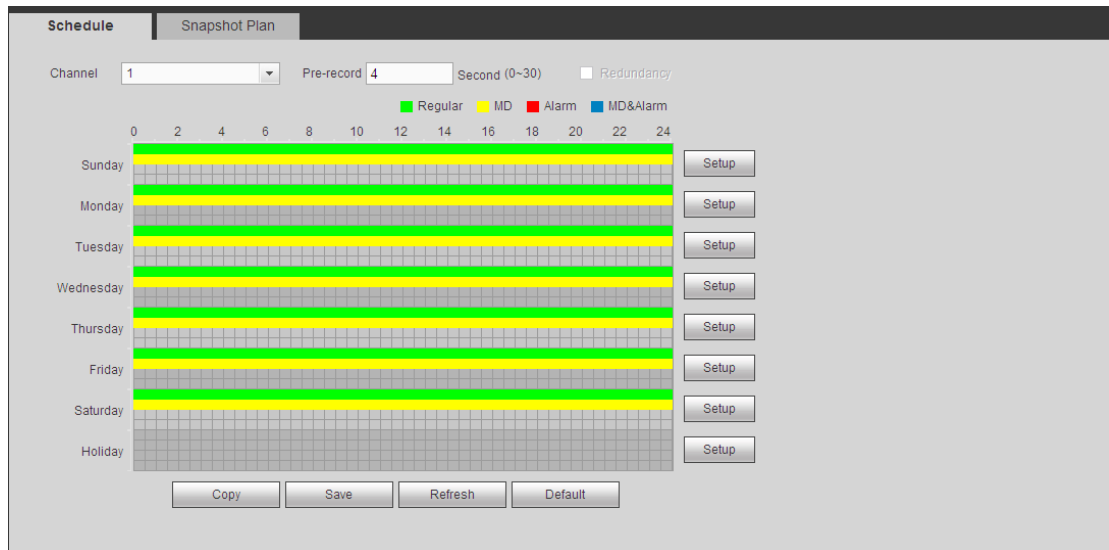 Schedule Snapshot Plan
Channel 1 Pre-record 4 Second (0~30) Redundancy
Regular MD Alarm MD&Alarm
0 2 4 6 8 10 12 14 16 18 20 22 24
Sunday Setup
Monday Setup
Tuesday Setup
Wednesday Setup
Thursday Setup
Friday Setup
Saturday Setup
Holiday Setup
Copy Save Refresh Default